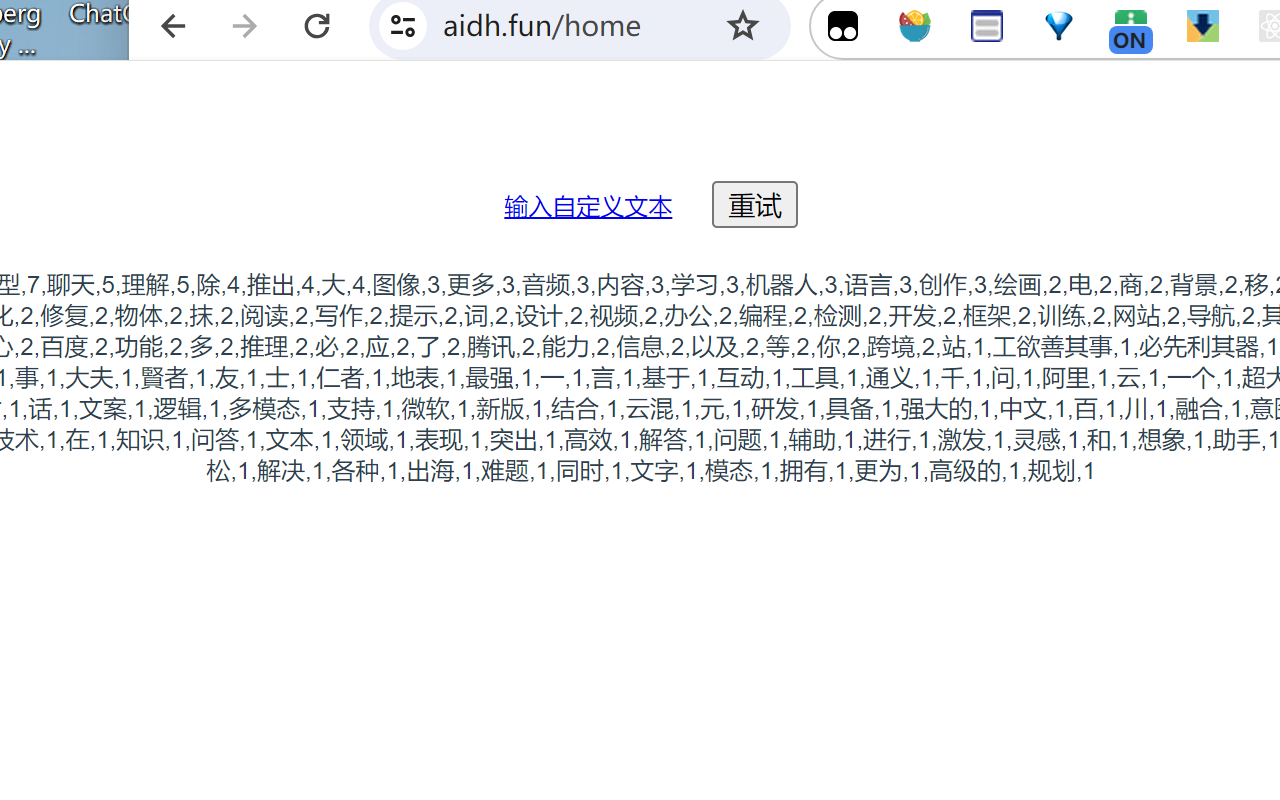 berg ChatG
y ...
aidh.fun/home
ON
输入自定义文本 重试
型,7,聊天,5,理解,5,除,4,推出,4,大,4,图像,3,更多,3,音频,3,内容,3,学习,3,机器人,3,语言,3,创作,3,绘画,2,电,2,商,2,背景,2,移,2
化,2,修复,2,物体,2,抹,2,阅读,2,写作,2,提示,2,词,2,设计,2,视频,2,办公,2,编程,2,检测,2,开发,2,框架,2,训练,2,网站,2,导航,2,其
心,2,百度,2,功能,2,多,2,推理,2,必,2,应,2,了,2,腾讯,2,能力,2,信息,2,以及,2,等,2,你,2,跨境,2,站,1,工欲善其事,1,必先利其器,1
1,事,1,大夫,1,賢者,1,友,1,士,1,仁者,1,地表,1,最强,1,一,1,言,1,基于,1,互动,1,工具,1,通义,1,千,1,问,1,阿里,1,云,1,一个,1,超大
,1,话,1,文案,1,逻辑,1,多模态,1,支持,1,微软,1,新版,1,结合,1,云混,1,元,1,研发,1,具备,1,强大的,1,中文,1,百,1,川,1,融合,1,意图
技术,1,在,1,知识,1,问答,1,文本,1,领域,1,表现,1,突出,1,高效,1,解答,1,问题,1,辅助,1,进行,1,激发,1,灵感,1,和,1,想象,1,助手,1
松,1,解决,1,各种,1,出海,1,难题,1,同时,1,文字,1,模态,1,拥有,1,更为,1,高级的,1,规划,1